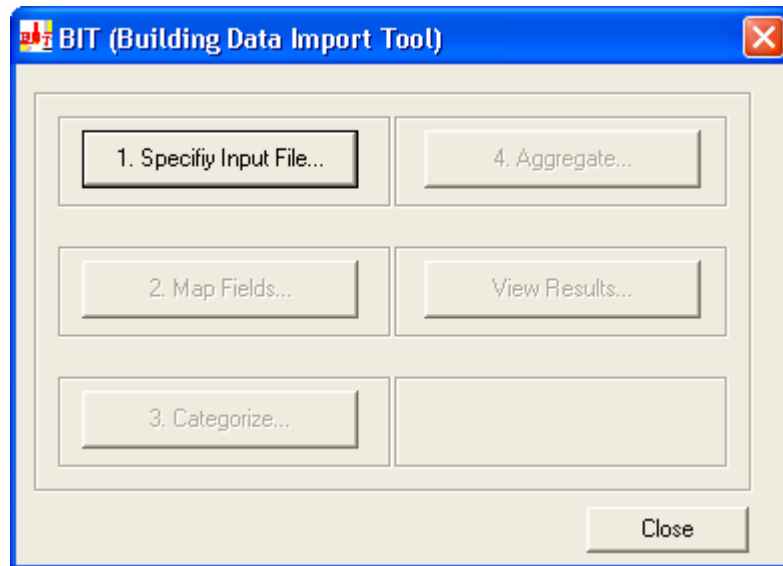 BIT (Building Data Import Tool)
1. Specifiy Input File...
4. Aggregate...
2. Map Fields...
View Results...
3. Categorize...
Close